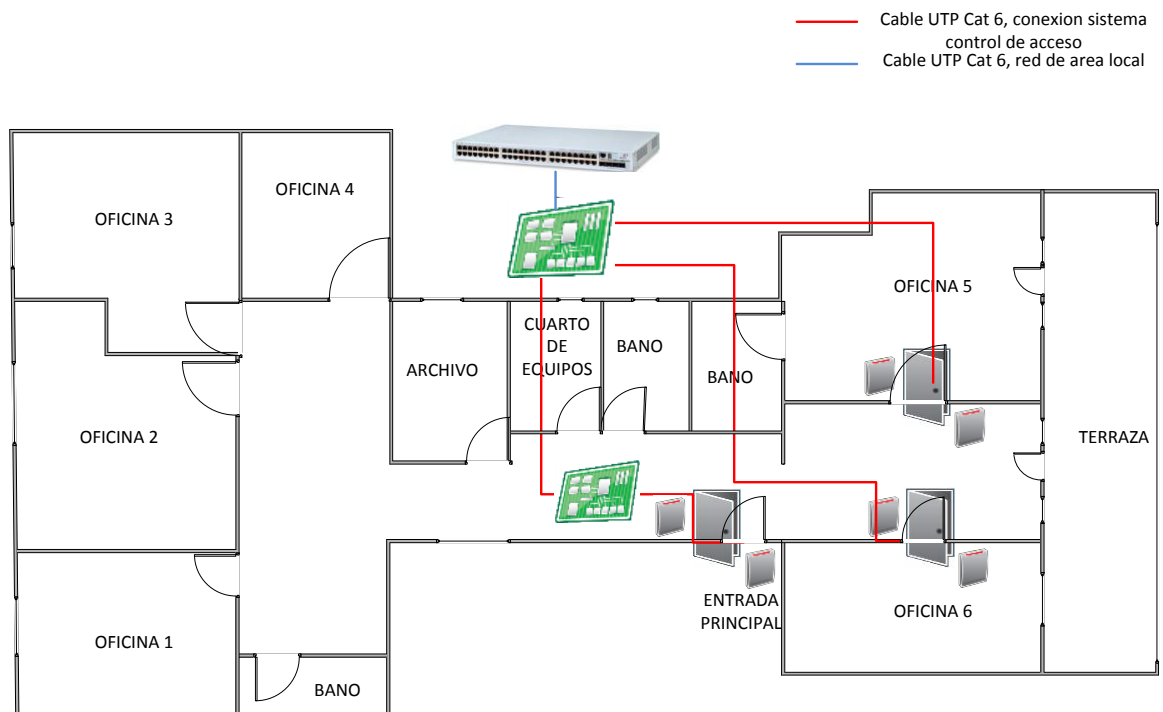 Cable UTP Cat 6, conexion sistema
control de acceso
Cable UTP Cat 6, red de area local
OFICINA 4
OFICINA 3
OFICINA 5
CUARTO
DE
EQUIPOS
BANO
ARCHIVO
BANO
OFICINA 2
TERRAZA
ENTRADA
PRINCIPAL
OFICINA 6
OFICINA 1
BANO